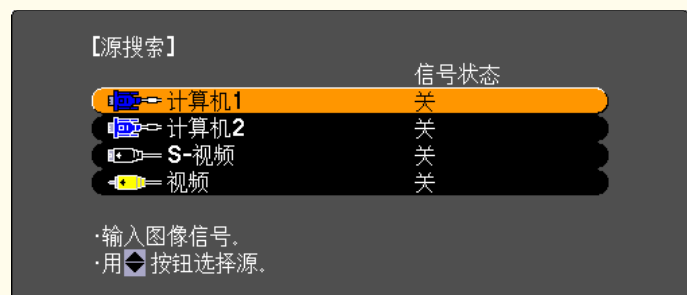 【源搜索】
信号状态
计算机1 关
计算机2 关
S-视频 关
视频 关
·输入图像信号。
·用 按钮选择源。